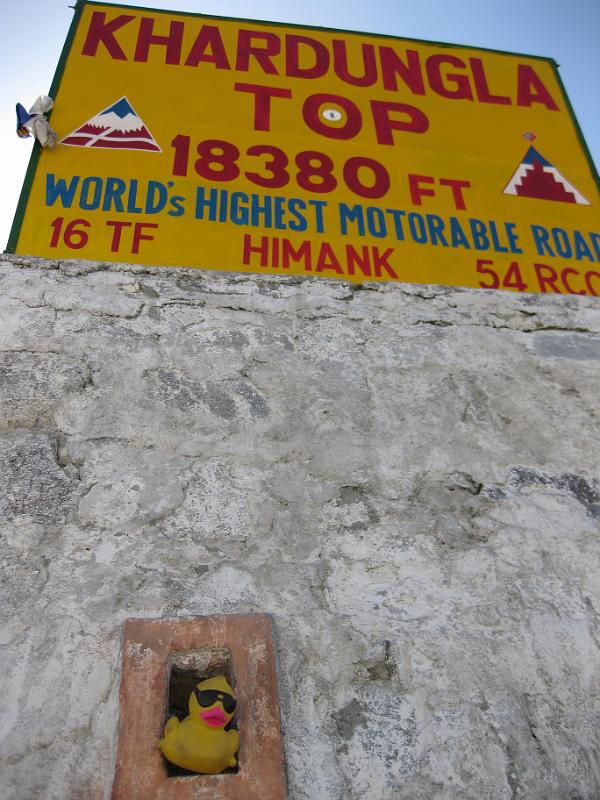 KHARDUNGLA
TOP
18380 FT
WORLD's HIGHEST MOTORABLE ROAD
16 TF HIMANK 54 RCC